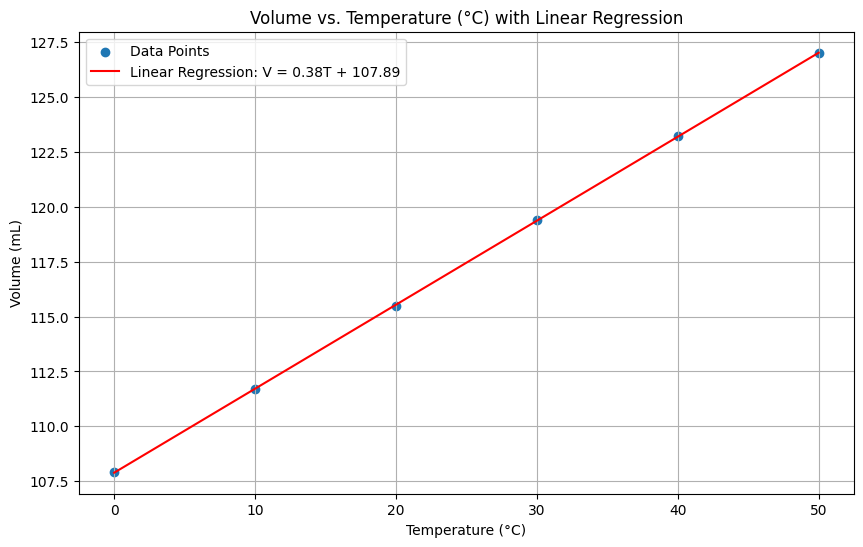 Volume vs. Temperature (°C) with Linear Regression
Data Points
Linear Regression: V = 0.38T + 107.89
127.5
125.0
122.5
120.0
117.5
115.0
112.5
110.0
107.5
Volume (mL)
0 10 20 30 40 50
Temperature (°C)